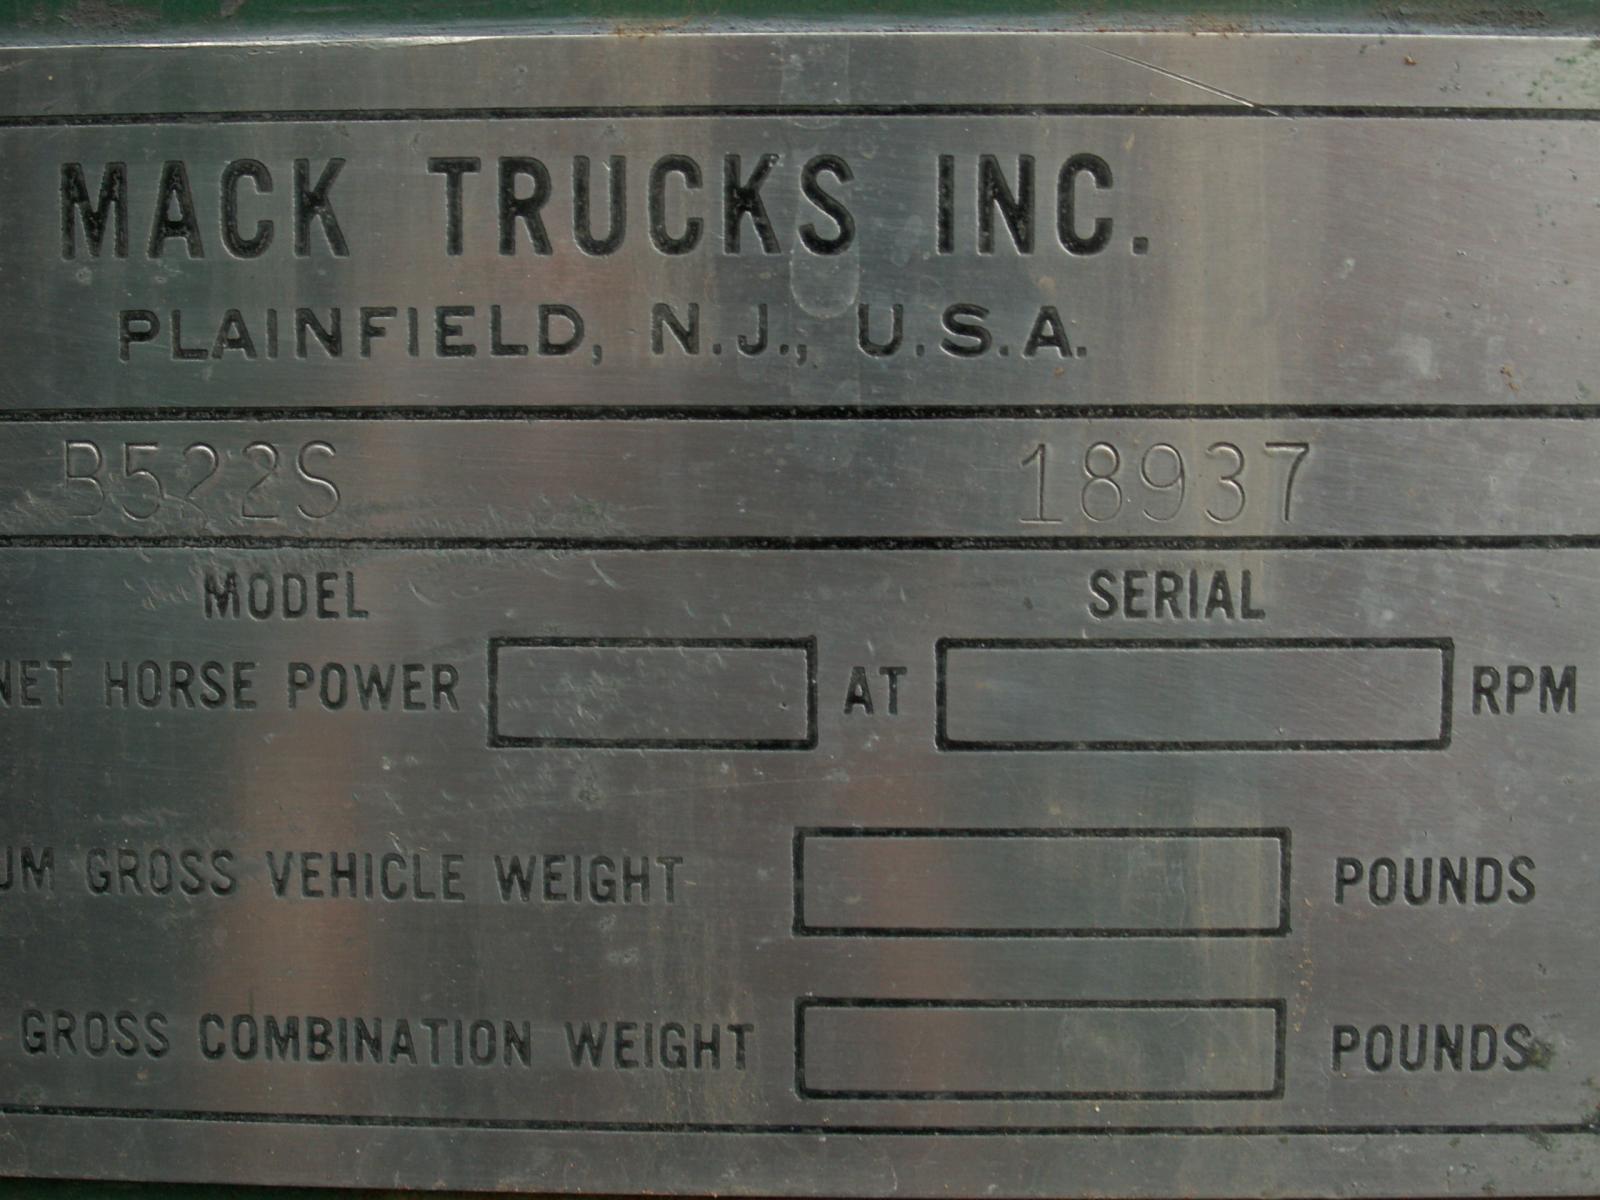 MACK TRUCKS INC.
PLAINFIELD, N.J., U.S.A.
B522S 18937
MODEL SERIAL
NET HORSE POWER AT RPM
GROSS VEHICLE WEIGHT POUNDS
GROSS COMBINATION WEIGHT POUNDS